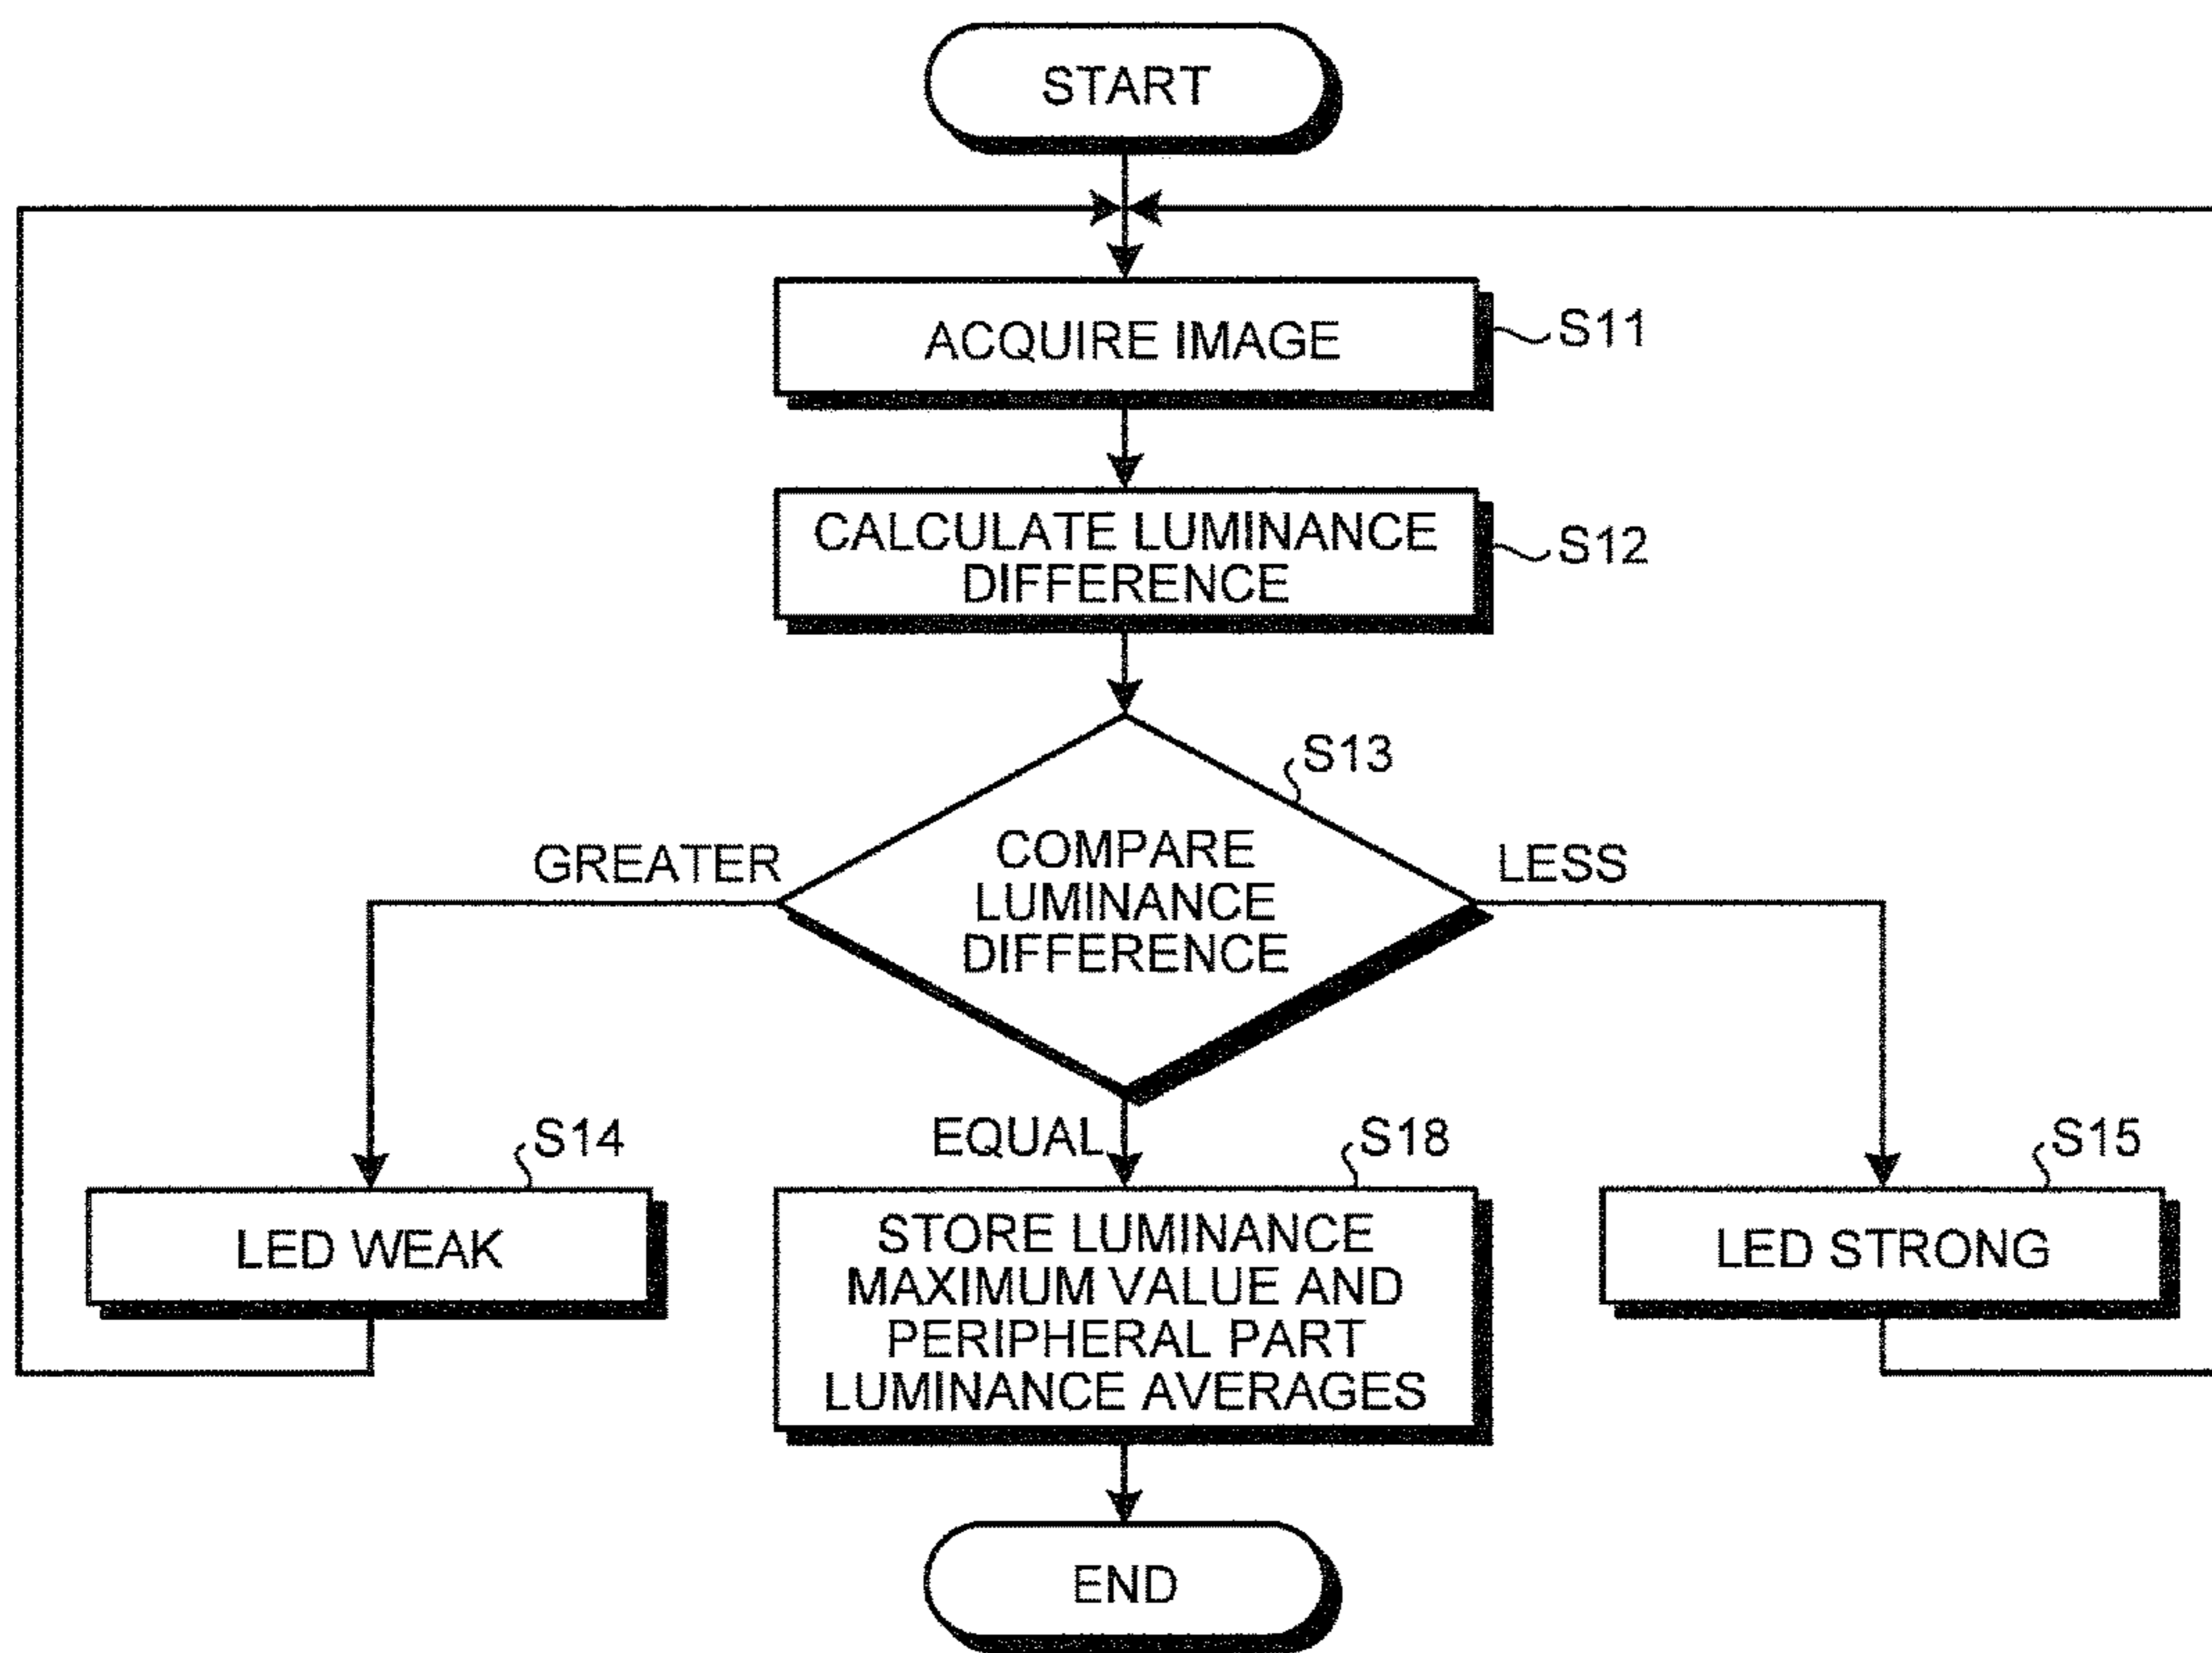 START
ACQUIRE IMAGE
S11
CALCULATE LUMINANCE
DIFFERENCE
S12
S13
COMPARE
LUMINANCE
DIFFERENCE
GREATER
LESS
EQUAL
S14
LED WEAK
S18
STORE LUMINANCE
MAXIMUM VALUE AND
PERIPHERAL PART
LUMINANCE AVERAGES
S15
LED STRONG
END